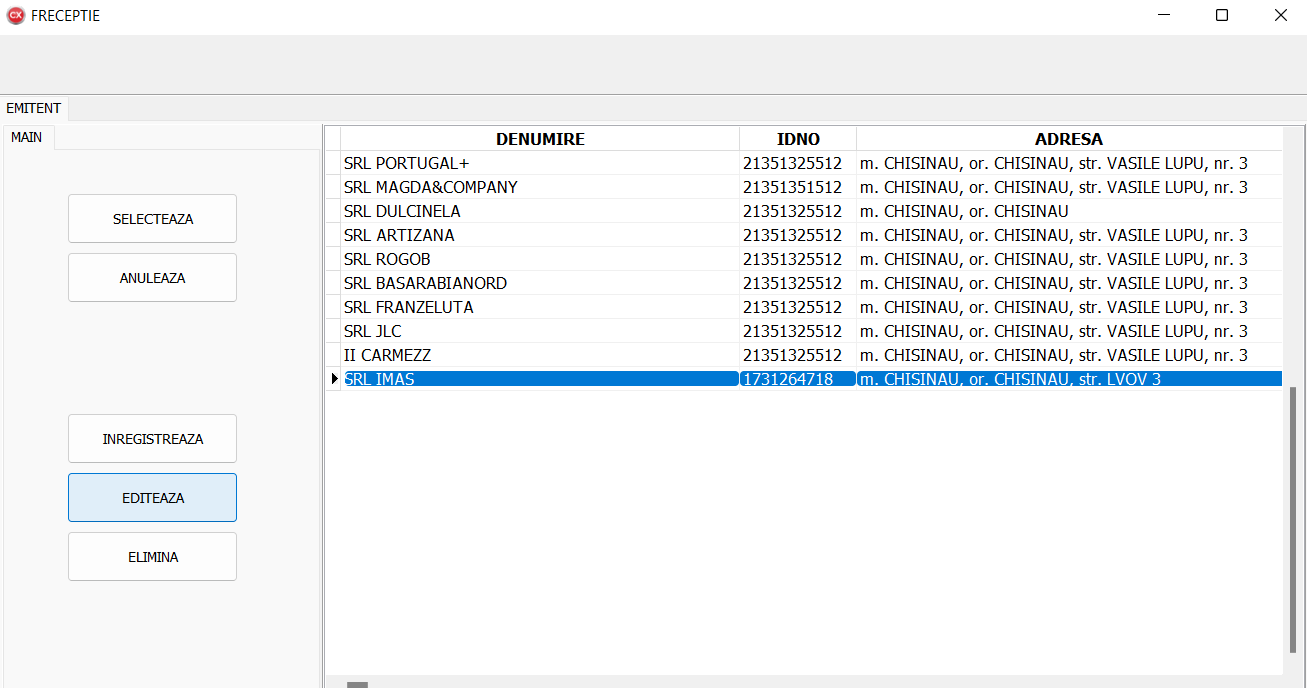 CX FRECEPTIE
EMITENT
MAIN
SELECTEAZA
ANULEAZA
INREGISTREAZA
EDITEAZA
ELIMINA
DENUMIRE IDNO ADRESA
SRL PORTUGAL+ 21351325512 m. CHISINAU, or. CHISINAU, str. VASILE LUPU, nr. 3
SRL MAGDA&COMPANY 21351351512 m. CHISINAU, or. CHISINAU, str. VASILE LUPU, nr. 3
SRL DULCINELA 21351325512 m. CHISINAU, or. CHISINAU
SRL ARTIZANA 21351325512 m. CHISINAU, or. CHISINAU, str. VASILE LUPU, nr. 3
SRL ROGOB 21351325512 m. CHISINAU, or. CHISINAU, str. VASILE LUPU, nr. 3
SRL BASARABIANORD 21351325512 m. CHISINAU, or. CHISINAU, str. VASILE LUPU, nr. 3
SRL FRANZELUTA 21351325512 m. CHISINAU, or. CHISINAU, str. VASILE LUPU, nr. 3
SRL JLC 21351325512 m. CHISINAU, or. CHISINAU, str. VASILE LUPU, nr. 3
II CARMEZZ 21351325512 m. CHISINAU, or. CHISINAU, str. VASILE LUPU, nr. 3
SRL IMAS 1731264718 m. CHISINAU, or. CHISINAU, str. LVOV 3